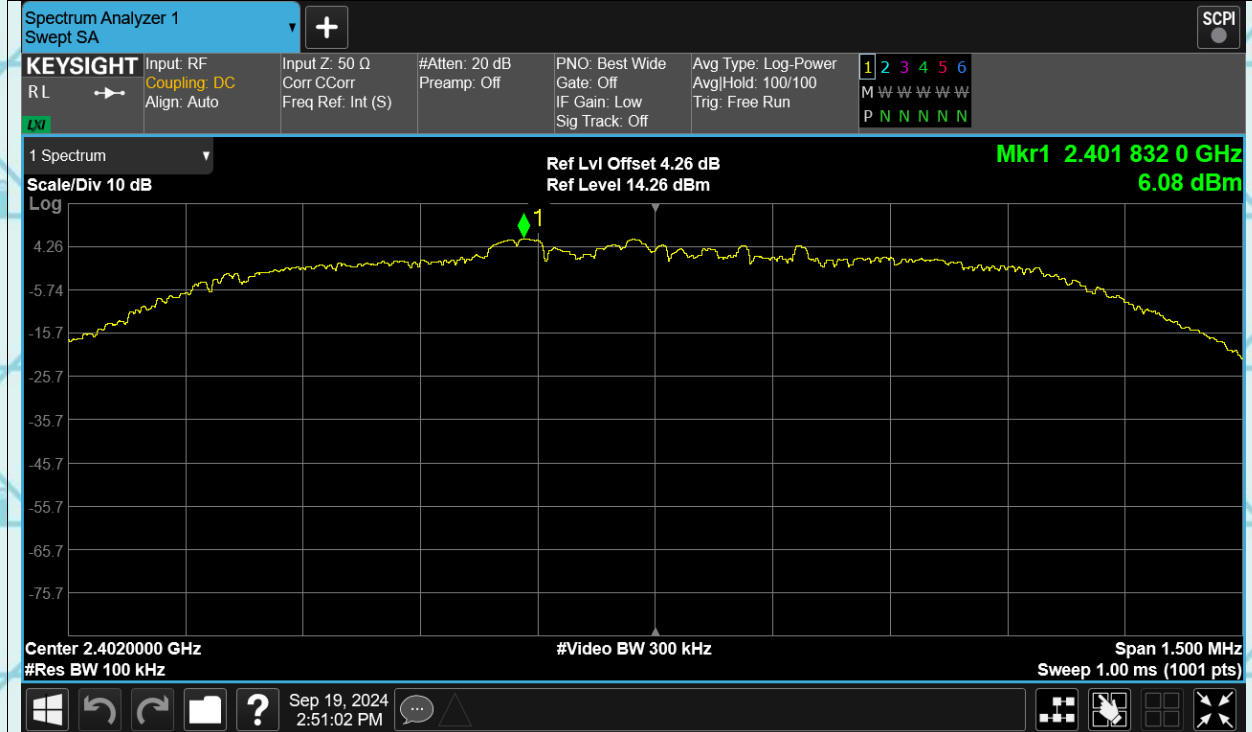 Spectrum Analyzer 1
Swept SA
SCPI
KEYSIGHT
R L
LXI
Input: RF
Coupling: DC
Align: Auto
Input Z: 50 Ω
Corr CCorr
Freq Ref: Int (S)
#Atten: 20 dB
Preamp: Off
PNO: Best Wide
Gate: Off
IF Gain: Low
Sig Track: Off
Avg Type: Log-Power
Avg|Hold: 100/100
Trig: Free Run
1 2 3 4 5 6
M W W W W W
P N N N N N
1 Spectrum
Scale/Div 10 dB
Log
Ref Lvl Offset 4.26 dB
Ref Level 14.26 dBm
Mkr1 2.401 832 0 GHz
6.08 dBm
1
4.26
-5.74
-15.7
-25.7
-35.7
-45.7
-55.7
-65.7
-75.7
Center 2.4020000 GHz
#Res BW 100 kHz
#Video BW 300 kHz
Span 1.500 MHz
Sweep 1.00 ms (1001 pts)
?
Sep 19, 2024
2:51:02 PM